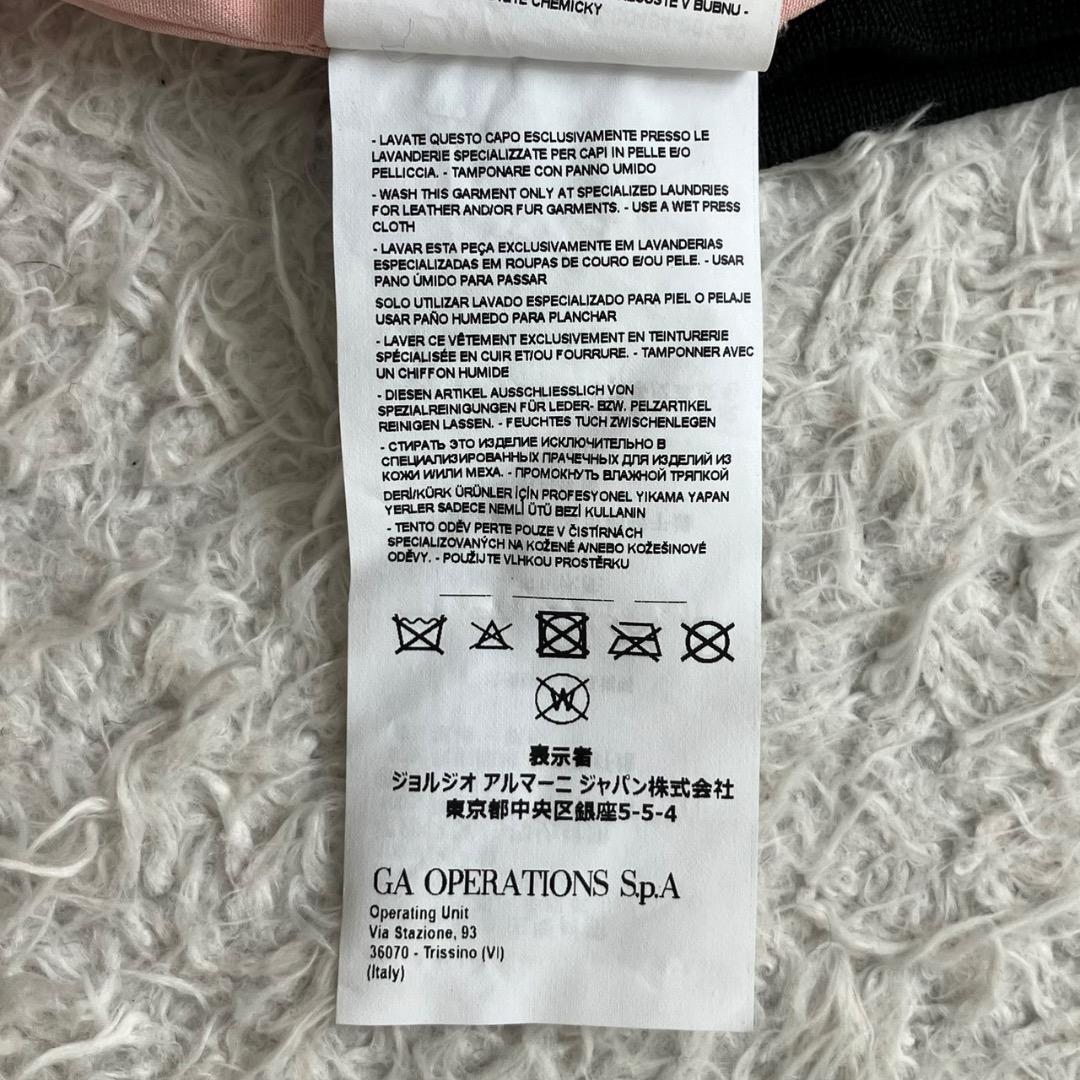 V BUBNU -
CHEMICKY
- LAVATE QUESTO CAPO ESCLUSIVAMENTE PRESSO LE
LAVANDERIE SPECIALIZZATE PER CAPI IN PELLE E/O
PELLICCIA. - TAMPONARE CON PANNO UMIDO
- WASH THIS GARMENT ONLY AT SPECIALIZED LAUNDRIES
FOR LEATHER AND/OR FUR GARMENTS. - USE A WET PRESS
CLOTH
- LAVAR ESTA PEÇA EXCLUSIVAMENTE EM LAVANDERIAS
ESPECIALIZADAS EM ROUPAS DE COURO E/OU PELE. - USAR
PANO ÚMIDO PARA PASSAR
SOLO UTILIZAR LAVADO ESPECIALIZADO PARA PIEL O PELAJE
USAR PAÑO HUMEDO PARA PLANCHAR
- LAVER CE VÊTEMENT EXCLUSIVEMENT EN TEINTURERIE
SPÉCIALISÉE EN CUIR ET/OU FOURRURE. - TAMPONNER AVEC
UN CHIFFON HUMIDE
- DIESEN ARTIKEL AUSSCHLIESSLICH VON
SPEZIALREINIGUNGEN FÜR LEDER- BZW. PELZARTIKEL
REINIGEN LASSEN. - FEUCHTES TUCH ZWISCHENLEGEN
- СТИРАТЬ ЭТО ИЗДЕЛИЕ ИСКЛЮЧИТЕЛЬНО В
СПЕЦИАЛИЗИРОВАННЫХ ПРАЧЕЧНЫХ ДЛЯ ИЗДЕЛИЙ ИЗ
КОЖИ И/ИЛИ МЕХА. - ПРОМОКНУТЬ ВЛАЖНОЙ ТРЯПКОЙ
DERİ/KÜRK ÜRÜNLER İÇİN PROFESYONEL YIKAMA YAPAN
YERLER SADECE NEMLİ ÜTÜ BEZİ KULLANIN
- TENTO ODĚV PERTE POUZE V ČISTÍRNÁCH
SPECIALIZOVANÝCH NA KOŽENÉ A/NEBO KOŽEŠINOVÉ
ODĚVY. - POUŽIJTE VLHKOU PROSTĚRKU
W
表示者
ジョルジオ アルマーニ ジャパン株式会社
東京都中央区銀座5-5-4
GA OPERATIONS S.p.A
Operating Unit
Via Stazione, 93
36070 - Trissino (VI)
(Italy)